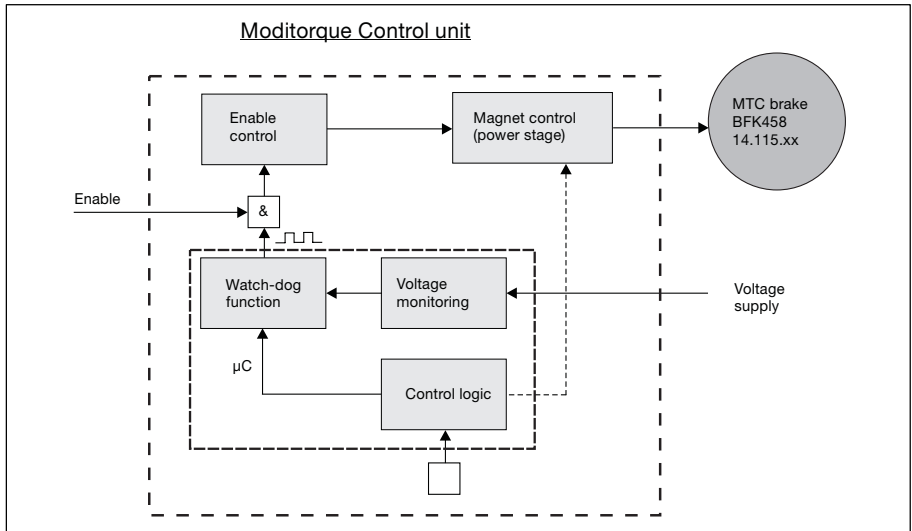 Moditorque Control unit
Enable
control
Magnet control
(power stage)
MTC brake
BFK458
14.115.xx
Enable
&
Watch-dog
function
Voltage
monitoring
Voltage
supply
µC
Control logic